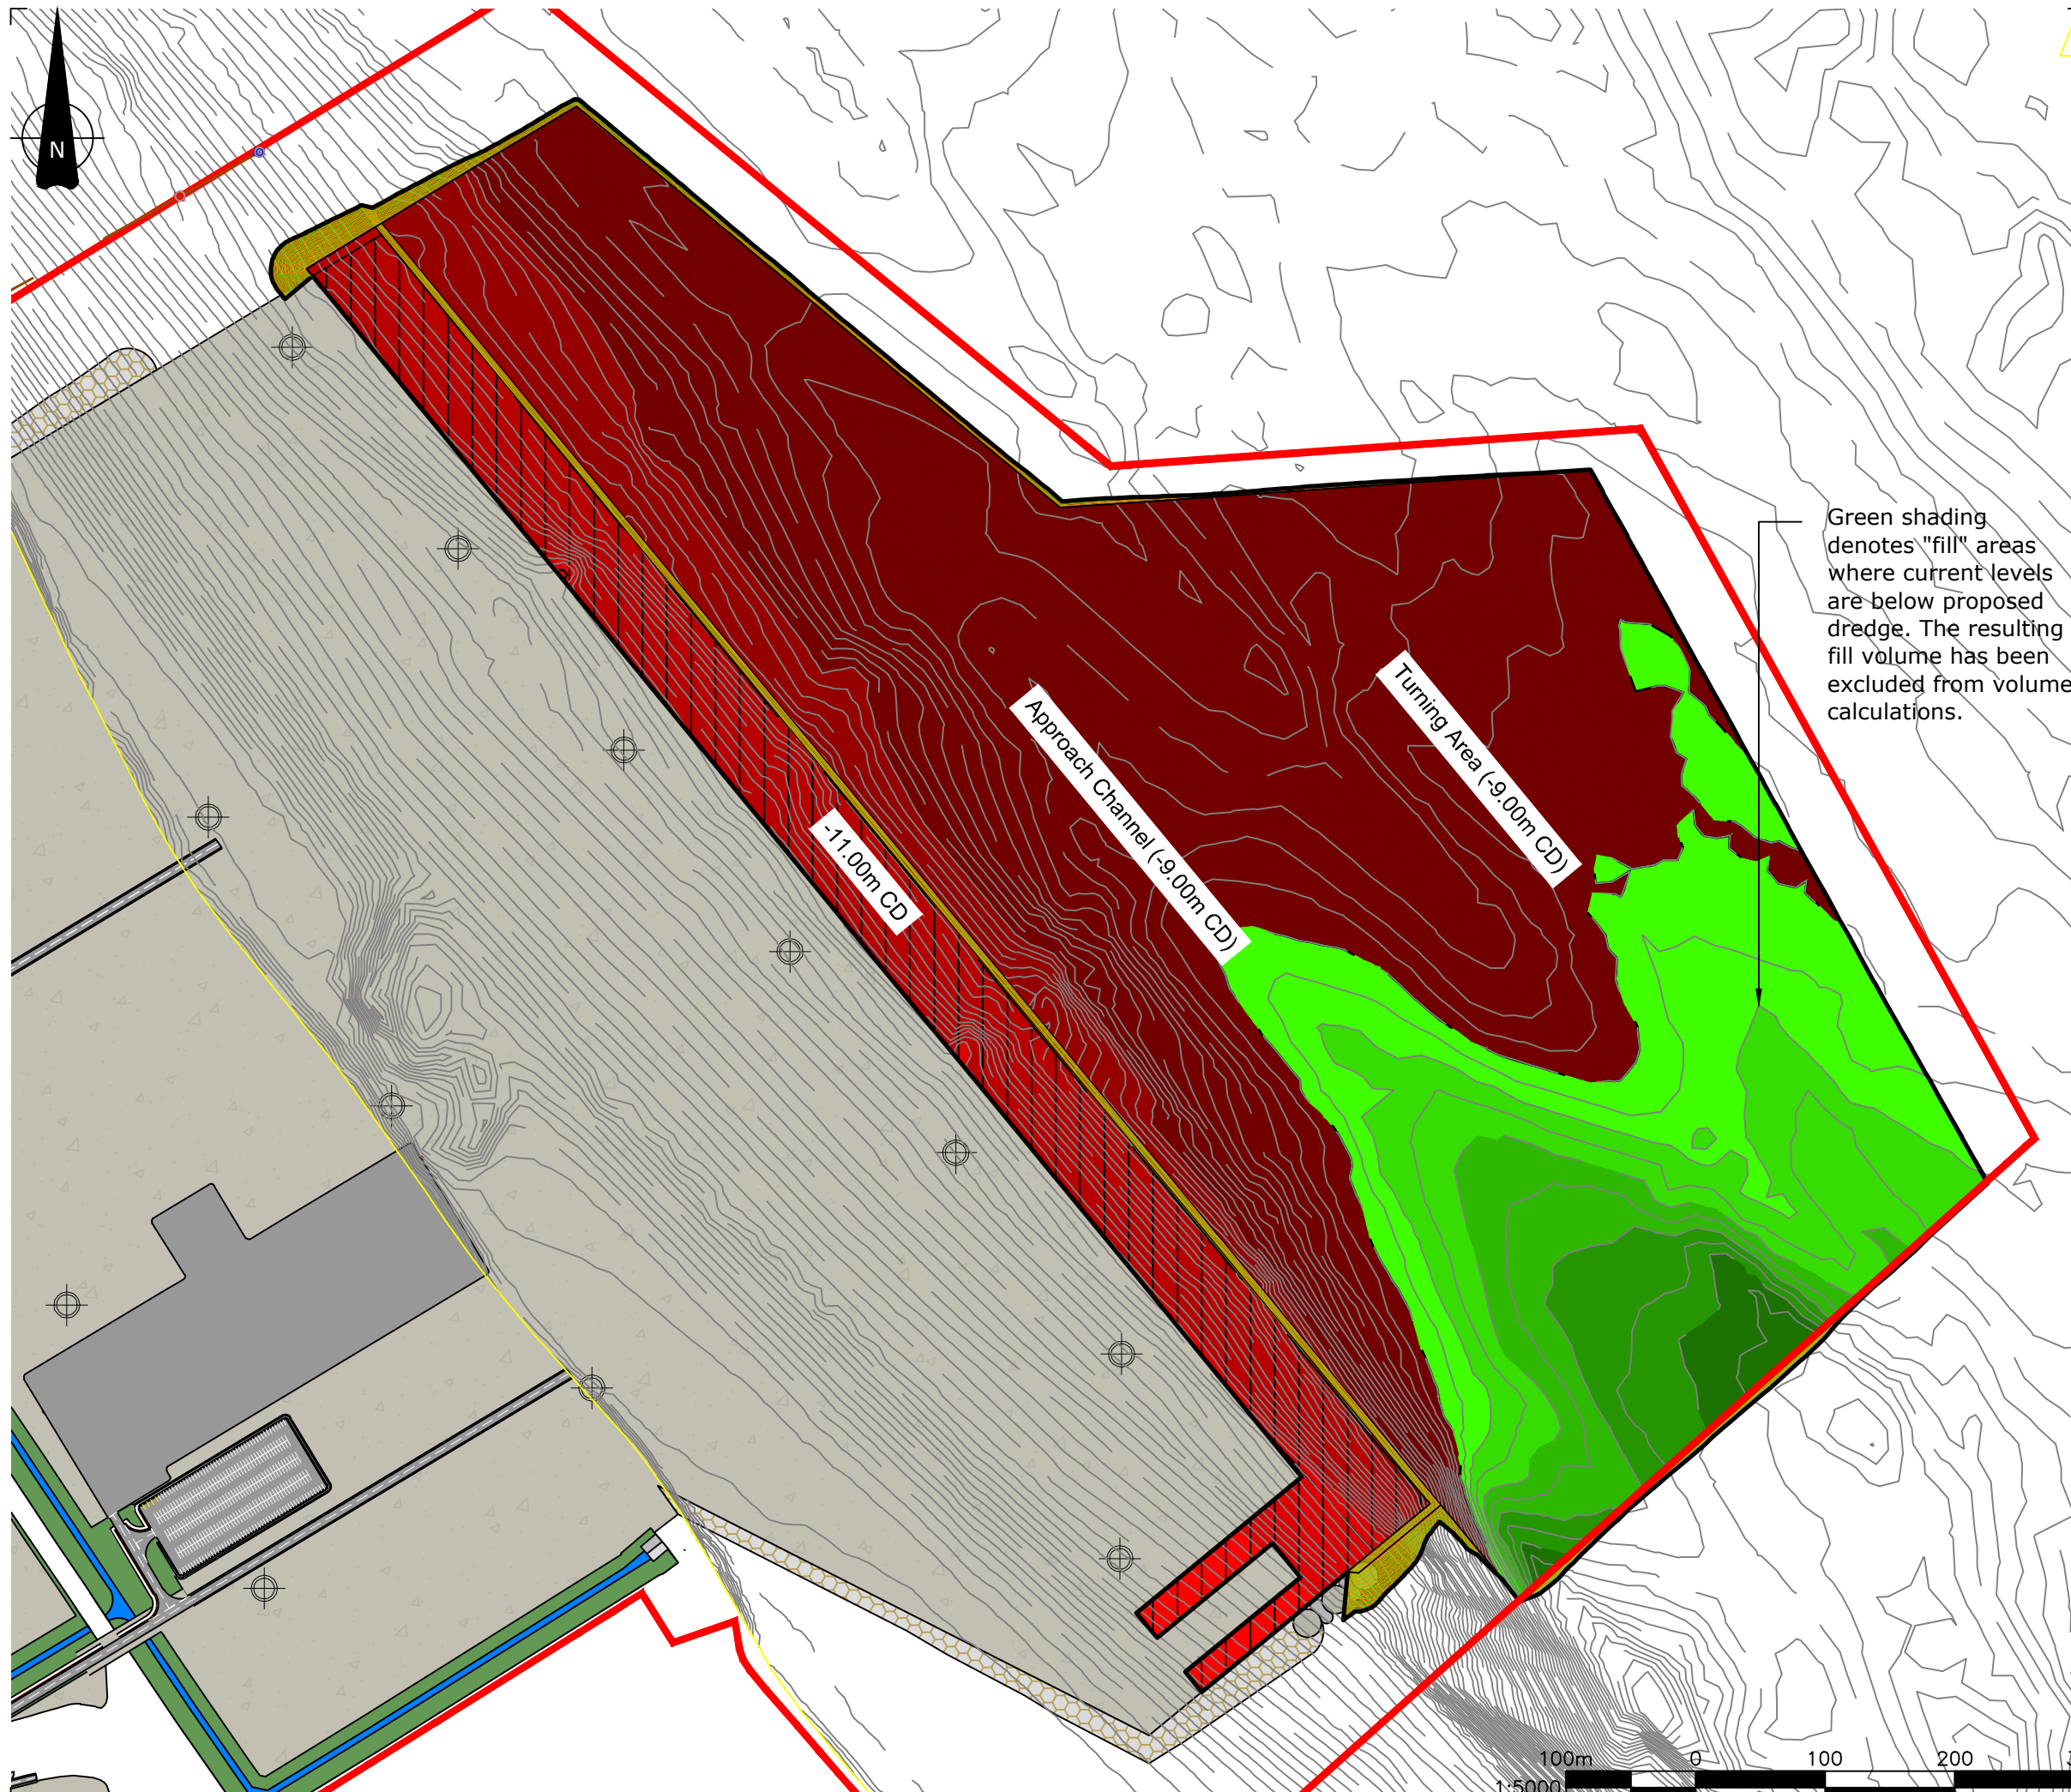 N
Green shading
denotes "fill" areas
where current levels
are below proposed
dredge. The resulting
fill volume has been
excluded from volume
calculations.
Turning Area (-9.00m CD)
Approach Channel (-9.00m CD)
-11.00m CD
100m 0 100 200
1:5000